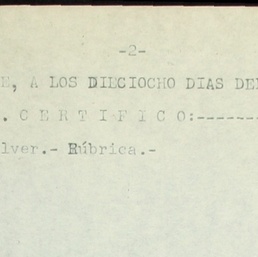 -2-
E, A LOS DIECIOCHO DIAS DE
. C E R T I F I C O:-------
lver.- Rúbrica.-